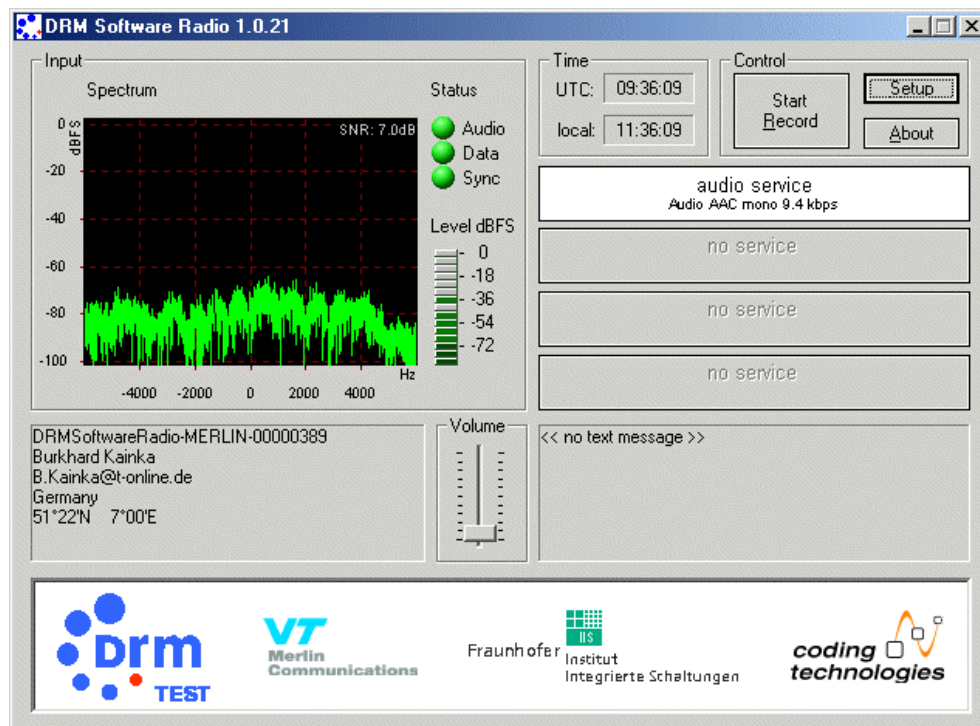 DRM Software Radio 1.0.21
Input
Spectrum
Status
SNR: 7.0dB
dBFS
0
-20
-40
-60
-80
-100
Hz
-4000 -2000 0 2000 4000
Audio
Data
Sync
Level dBFS
0
-18
-36
-54
-72
Time
UTC: 09:36:09
local: 11:36:09
Control
Start
Record
Setup
About
audio service
Audio AAC mono 9.4 kbps
no service
no service
no service
DRMSoftwareRadio-MERLIN-00000389
Burkhard Kainka
B.Kainka@t-online.de
Germany
51°22'N 7°00'E
Volume
<< no text message >>
Drm
TEST
VT
Merlin
Communications
Fraunhofer
IIS
Institut
Integrierte Schaltungen
coding
technologies